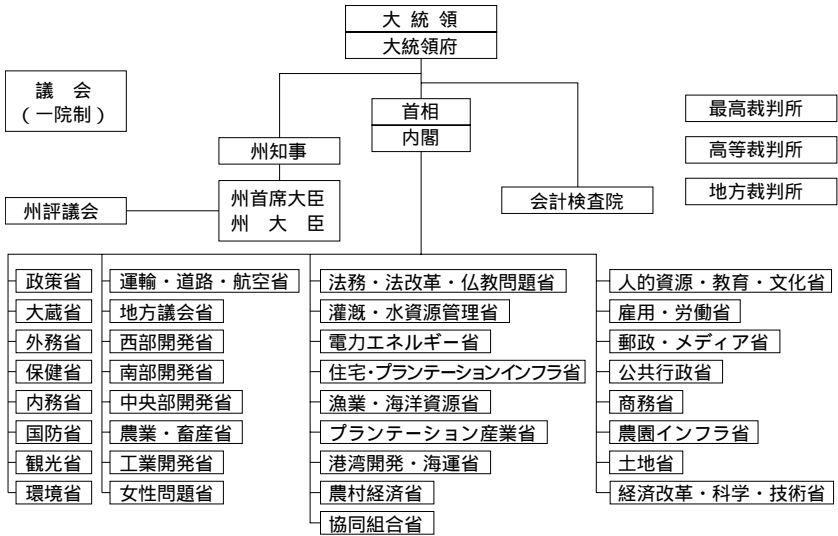 大 統 領
大統領府
議　会
（ 一 院 制 ）
首相
内閣
最高裁判所
高等裁判所
地方裁判所
州知事
州首席大臣
州　大　臣
州評議会
会計検査院
政策省
大蔵省
外務省
保健省
内務省
国防省
観光省
環境省
運輸・道路・航空省
地方議会省
西部開発省
南部開発省
中央部開発省
農業・畜産省
工業開発省
女性問題省
法務・法改革・仏教問題省
灌漑・水資源管理省
電力エネルギー省
住宅・プランテーションインフラ省
漁業・海洋資源省
プランテーション産業省
港湾開発・海運省
農村経済省
協同組合省
人的資源・教育・文化省
雇用・労働省
郵政・メディア省
公共行政省
商務省
農園インフラ省
土地省
経済改革・科学・技術省